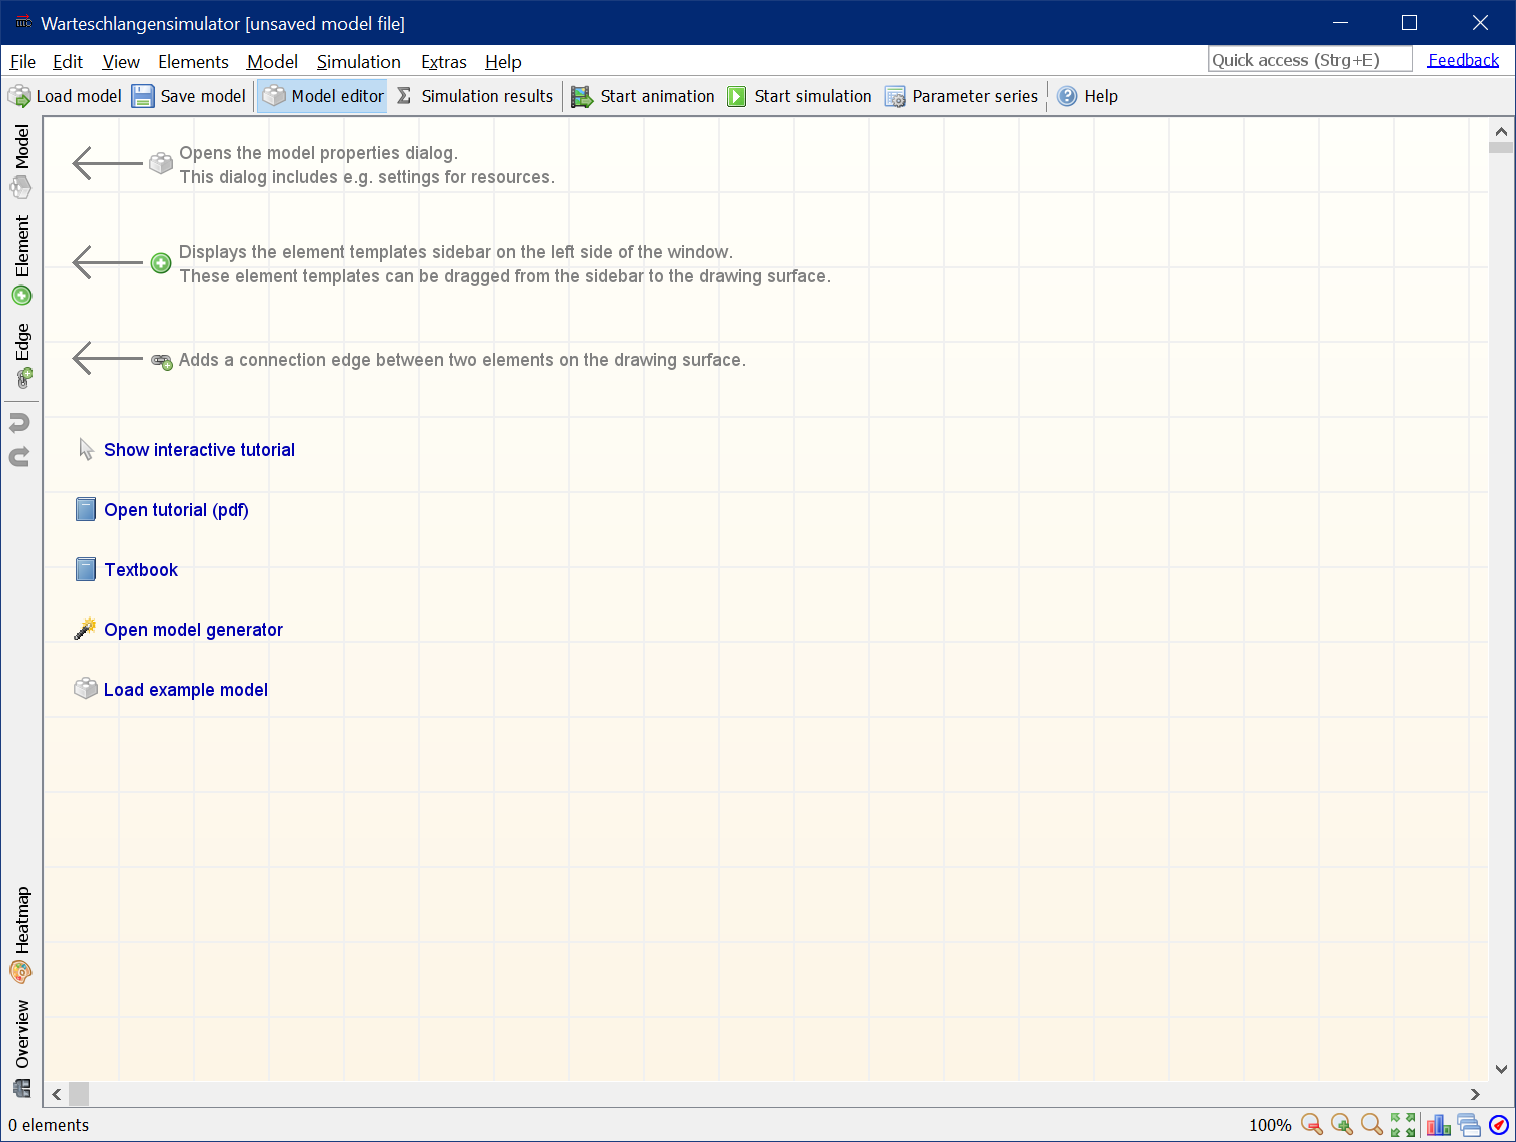 Warteschlangensimulator [unsaved model file]
File Edit View Elements Model Simulation Extras Help
Quick access (Strg+E) Feedback
Load model Save model Model editor Simulation results Start animation Start simulation Parameter series Help
Model
Element
Edge
Heatmap
Overview
Opens the model properties dialog.
This dialog includes e.g. settings for resources.
Displays the element templates sidebar on the left side of the window.
These element templates can be dragged from the sidebar to the drawing surface.
Adds a connection edge between two elements on the drawing surface.
Show interactive tutorial
Open tutorial (pdf)
Textbook
Open model generator
Load example model
0 elements
100%